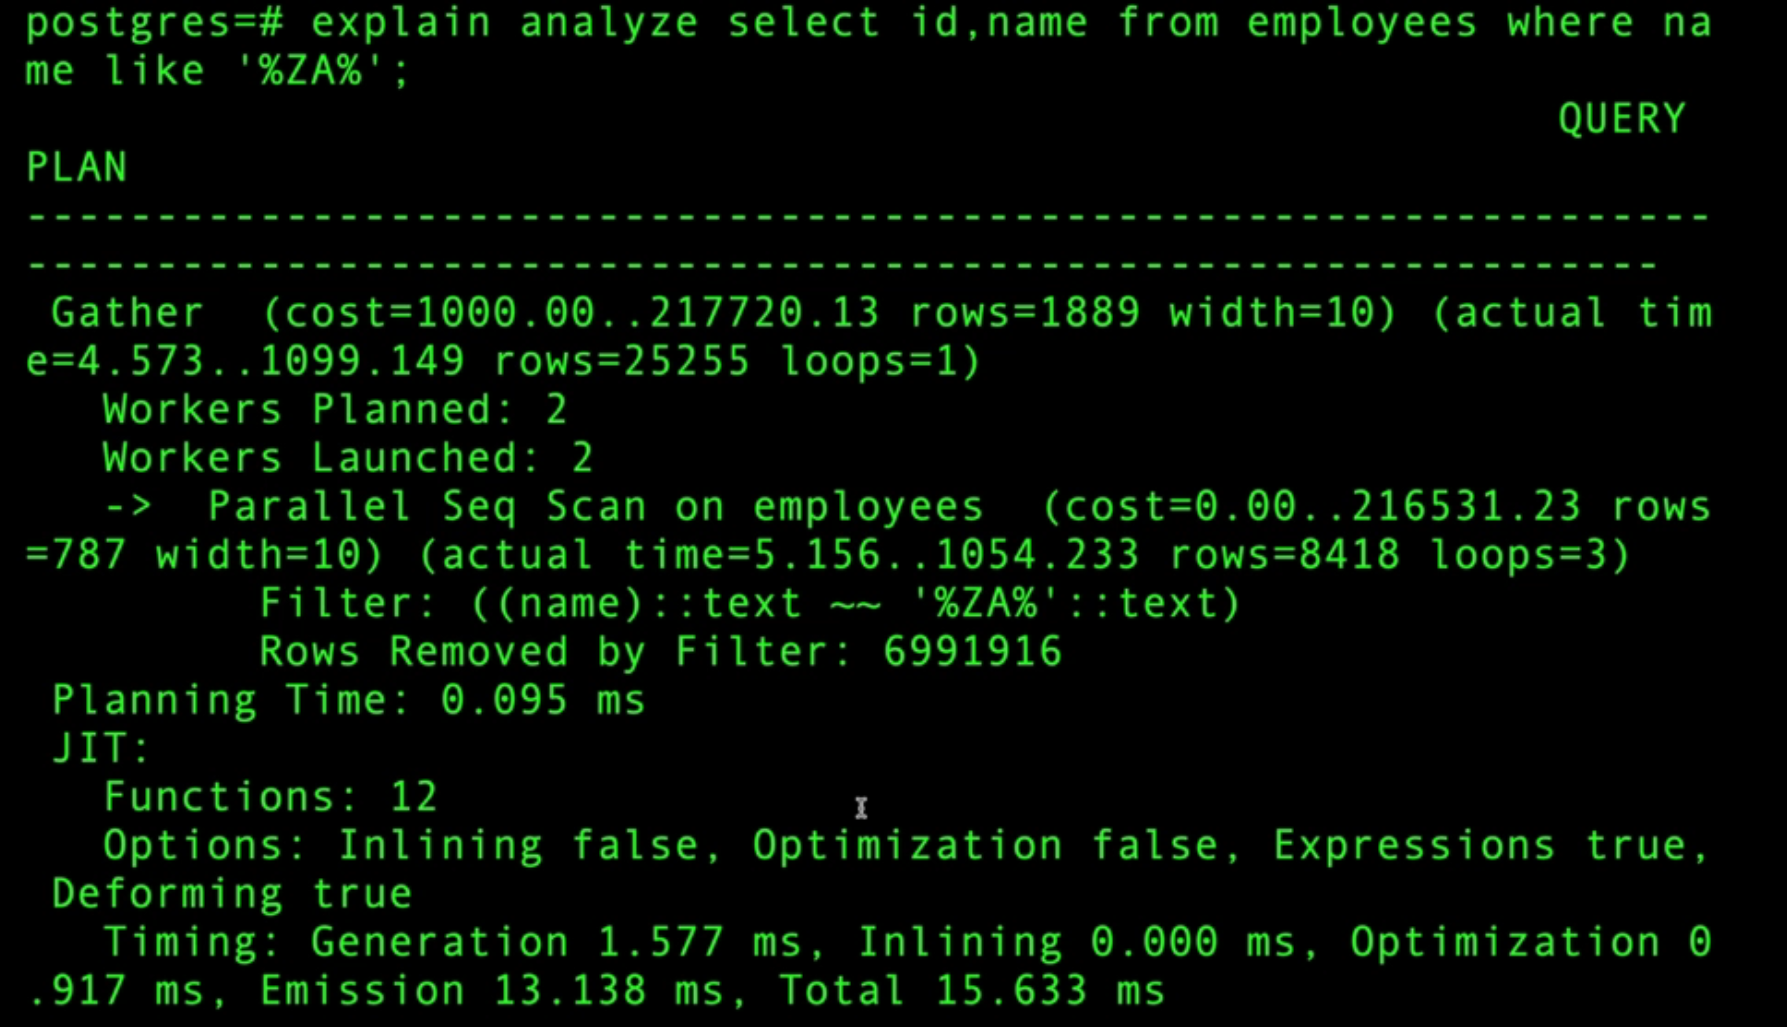 postgres=# explain analyze select id,name from employees where na
me like '%ZA%';
QUERY
PLAN
-----------------------------------------------------------------
---------------------------------------------------------------
Gather  (cost=1000.00..217720.13 rows=1889 width=10) (actual tim
e=4.573..1099.149 rows=25255 loops=1)
Workers Planned: 2
Workers Launched: 2
->  Parallel Seq Scan on employees  (cost=0.00..216531.23 rows
=787 width=10) (actual time=5.156..1054.233 rows=8418 loops=3)
Filter: ((name)::text ~~ '%ZA%'::text)
Rows Removed by Filter: 6991916
Planning Time: 0.095 ms
JIT:
Functions: 12
Options: Inlining false, Optimization false, Expressions true,
Deforming true
Timing: Generation 1.577 ms, Inlining 0.000 ms, Optimization 0
.917 ms, Emission 13.138 ms, Total 15.633 ms